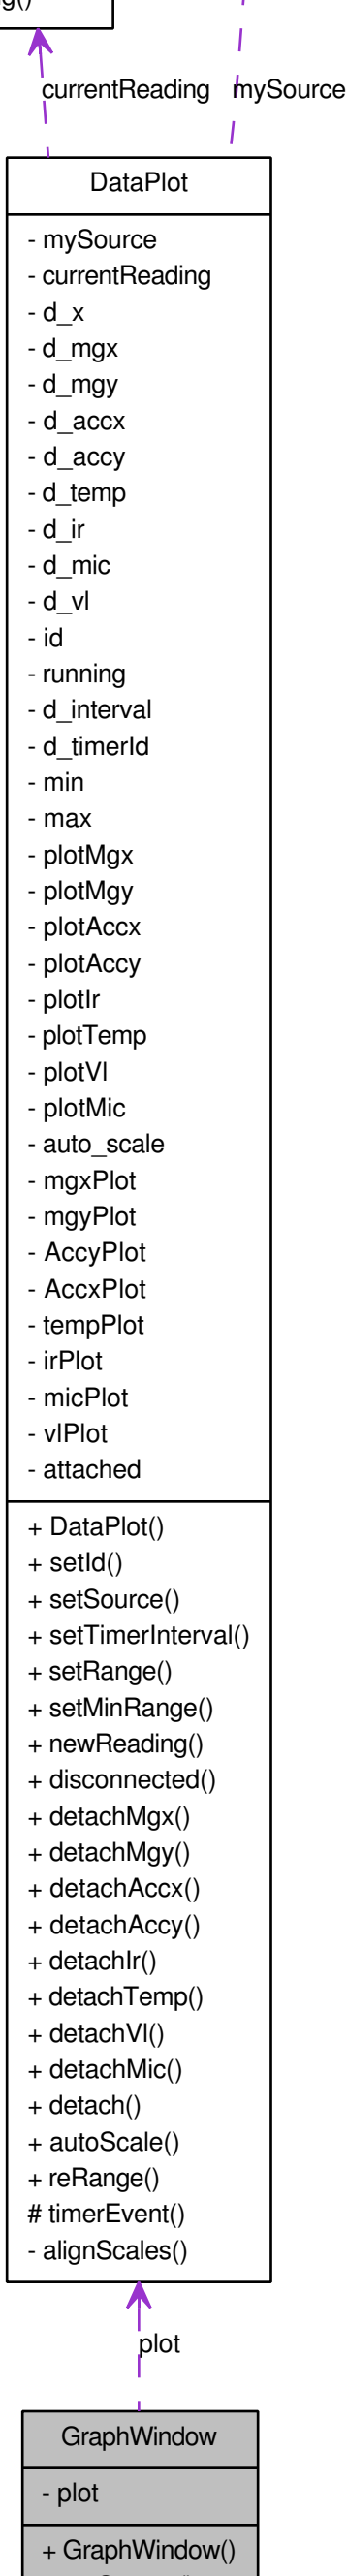 currentReading mySource
DataPlot
- mySource
- currentReading
- d_x
- d_mgx
- d_mgy
- d_accx
- d_accy
- d_temp
- d_ir
- d_mic
- d_vl
- id
- running
- d_interval
- d_timerId
- min
- max
- plotMgx
- plotMgy
- plotAccx
- plotAccy
- plotIr
- plotTemp
- plotVl
- plotMic
- auto_scale
- mgxPlot
- mgyPlot
- AccyPlot
- AccxPlot
- tempPlot
- irPlot
- micPlot
- vlPlot
- attached
+ DataPlot()
+ setId()
+ setSource()
+ setTimerInterval()
+ setRange()
+ setMinRange()
+ newReading()
+ disconnected()
+ detachMgx()
+ detachMgy()
+ detachAccx()
+ detachAccy()
+ detachIr()
+ detachTemp()
+ detachVl()
+ detachMic()
+ detach()
+ autoScale()
+ reRange()
# timerEvent()
- alignScales()
plot
GraphWindow
- plot
+ GraphWindow()